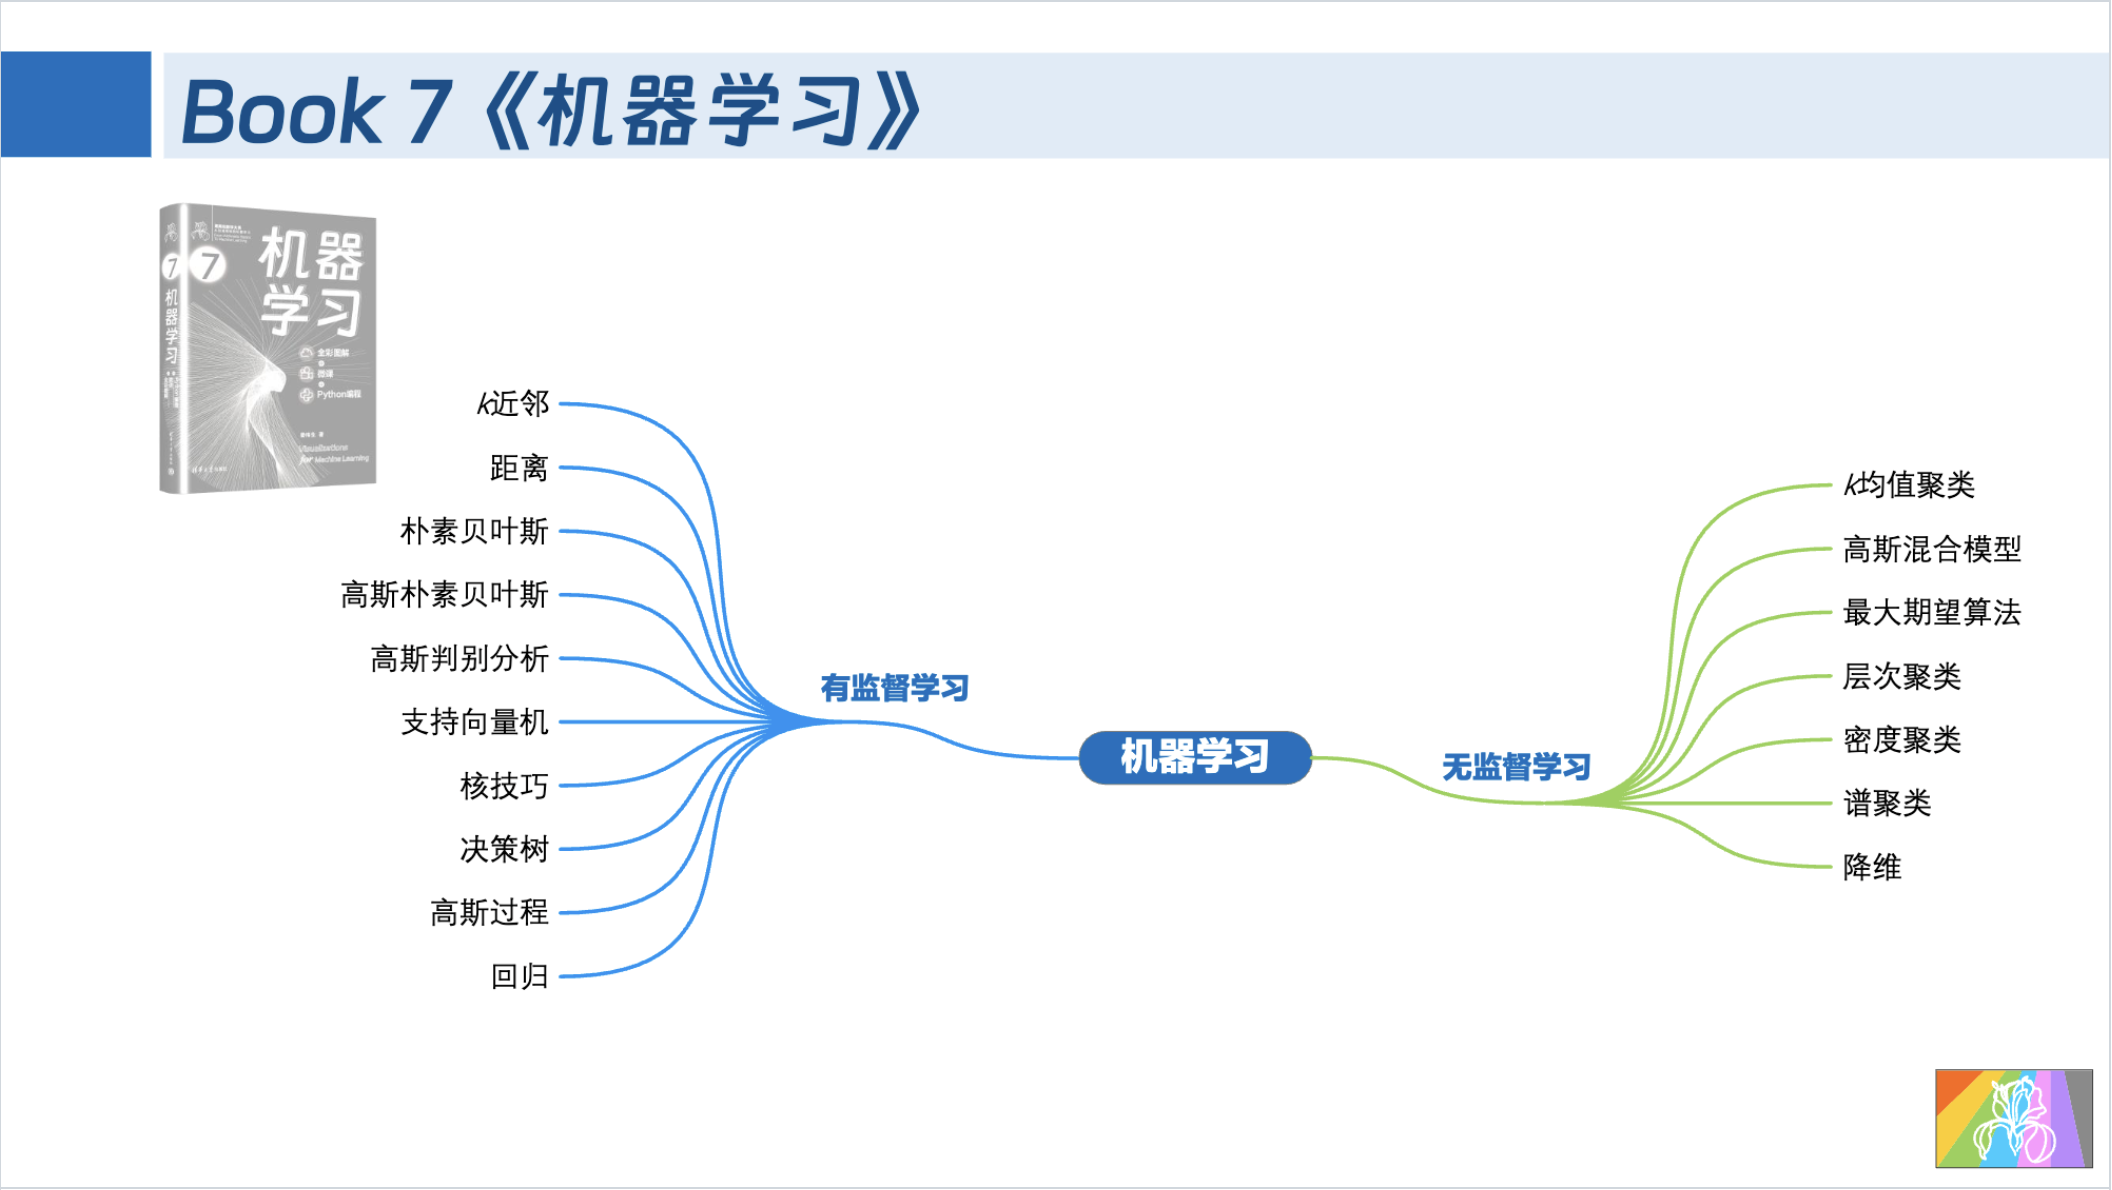 Book 7《机器学习》
7
7
机器
学习
机器学习
全彩图解
微课
Python编程
Visualizations
for Machine Learning
k近邻
距离
朴素贝叶斯
高斯朴素贝叶斯
高斯判别分析
支持向量机
核技巧
决策树
高斯过程
回归
有监督学习
机器学习
无监督学习
k均值聚类
高斯混合模型
最大期望算法
层次聚类
密度聚类
谱聚类
降维